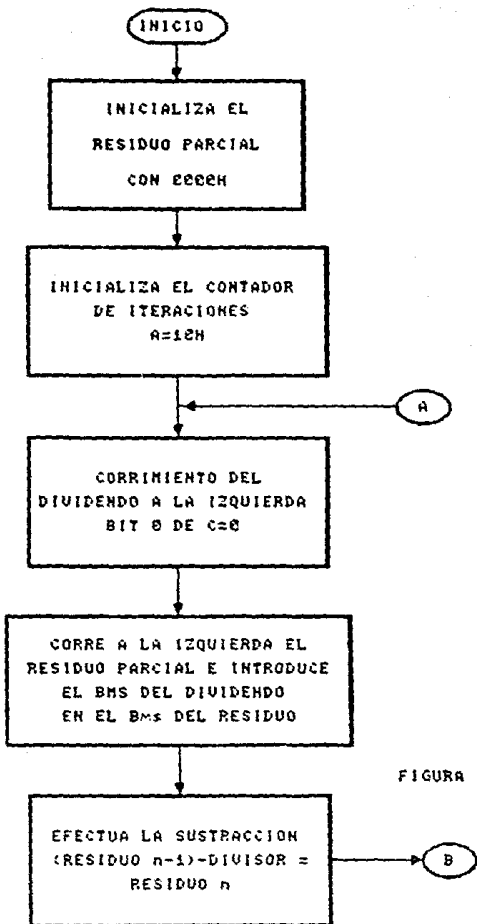 INICIO
INICIALIZA EL
RESIDUO PARCIAL
CON 0000H
INICIALIZA EL CONTADOR
DE ITERACIONES
A=10H
A
CORRIMIENTO DEL
DIVIDENDO A LA IZQUIERDA
BIT 0 DE C=0
CORRE A LA IZQUIERDA EL
RESIDUO PARCIAL E INTRODUCE
EL BMS DEL DIVIDENDO
EN EL Bms DEL RESIDUO
FIGURA
EFECTUA LA SUSTRACCION
(RESIDUO n-1)-DIVISOR =
RESIDUO n
B